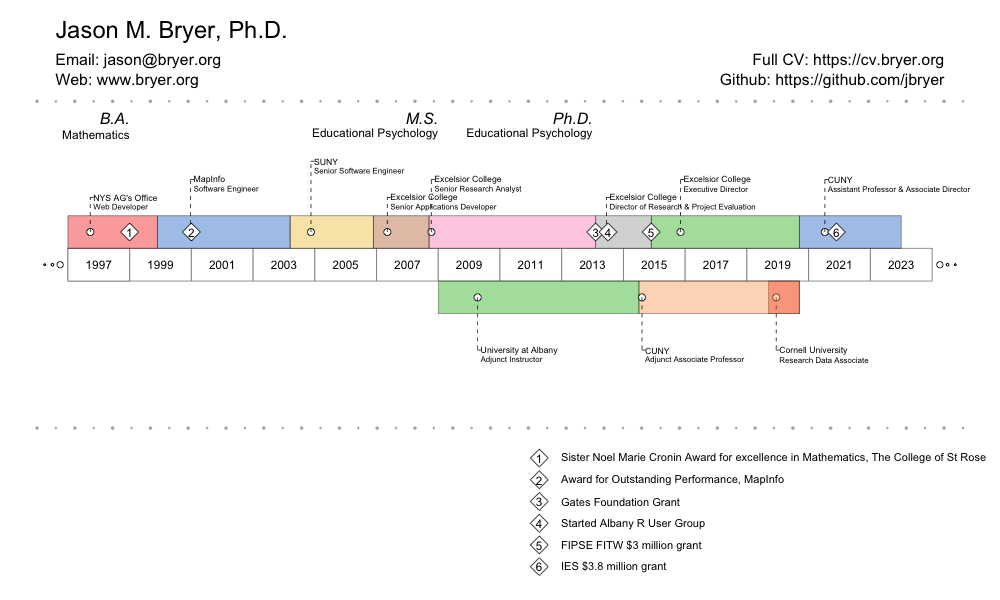 Jason M. Bryer, Ph.D.
Email: jason@bryer.org
Full CV: https://cv.bryer.org
Web: www.bryer.org
Github: https://github.com/jbryer
B.A.
M.S.
Ph.D.
Mathematics
Educational Psychology
Educational Psychology
SUNY
Senior Software Engineer
MapInfo
Software Engineer
Excelsior College
Senior Research Analyst
Excelsior College
Executive Director
CUNY
Assistant Professor & Associate Director
NYS AG's Office
Web Developer
Excelsior College
Senior Applications Developer
Excelsior College
Director of Research & Project Evaluation
1
2
3
4
5
6
1997
1999
2001
2003
2005
2007
2009
2011
2013
2015
2017
2019
2021
2023
University at Albany
Adjunct Instructor
CUNY
Adjunct Associate Professor
Cornell University
Research Data Associate
1 Sister Noel Marie Cronin Award for excellence in Mathematics, The College of St Rose
2 Award for Outstanding Performance, MapInfo
3 Gates Foundation Grant
4 Started Albany R User Group
5 FIPSE FITW $3 million grant
6 IES $3.8 million grant